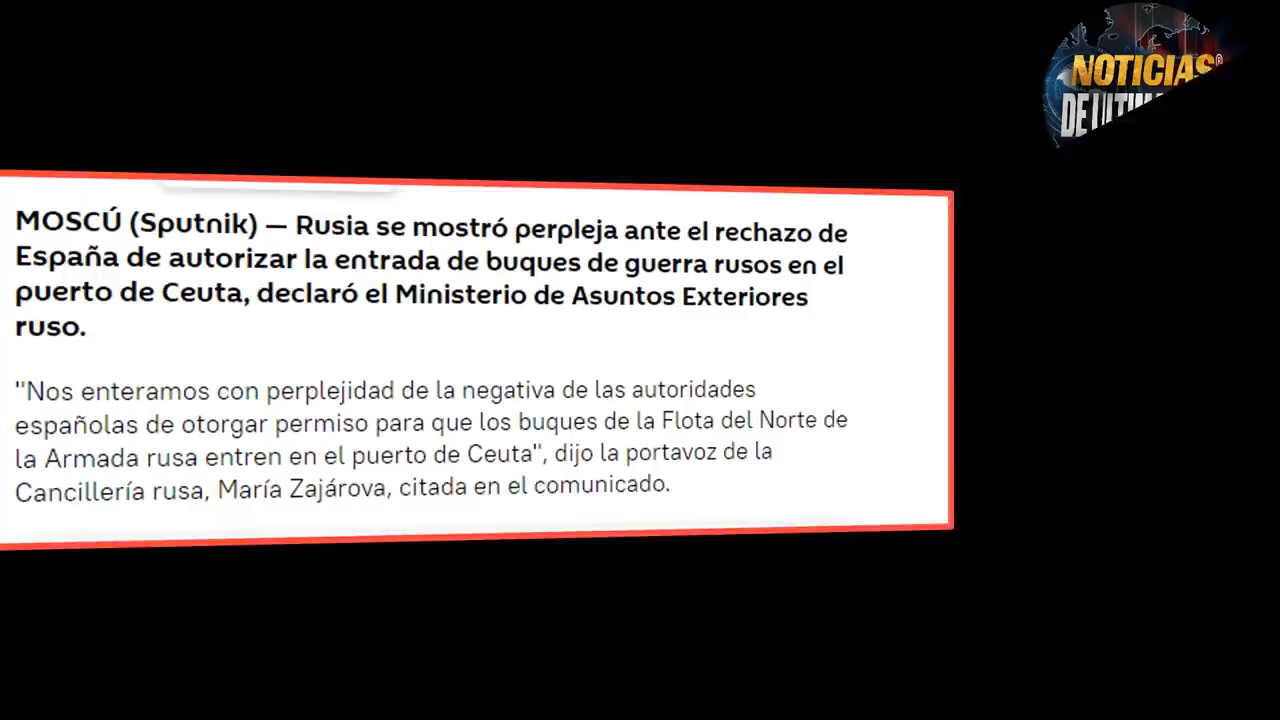 NOTICIAS
MOSCÚ (Sputnik) — Rusia se mostró perpleja ante el rechazo de
España de autorizar la entrada de buques de guerra rusos en el
puerto de Ceuta, declaró el Ministerio de Asuntos Exteriores
ruso.
"Nos enteramos con perplejidad de la negativa de las autoridades
españolas de otorgar permiso para que los buques de la Flota del Norte de
la Armada rusa entren en el puerto de Ceuta", dijo la portavoz de la
Cancillería rusa, María Zajárova, citada en el comunicado.